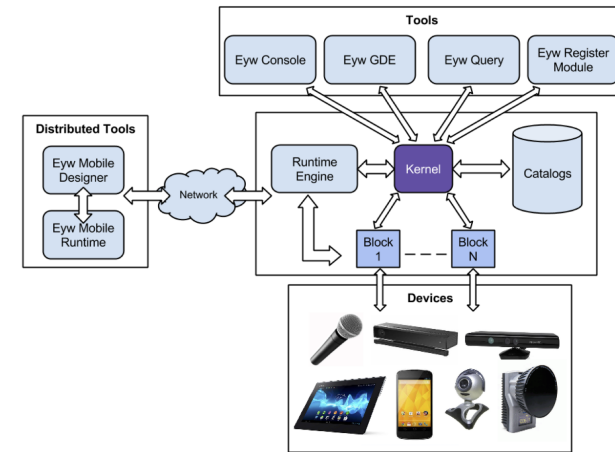 Tools
Eyw Console
Eyw GDE
Eyw Query
Eyw Register
Module
Distributed Tools
Eyw Mobile
Designer
Eyw Mobile
Runtime
Network
Runtime
Engine
Kernel
Catalogs
Block
1
Block
N
Devices